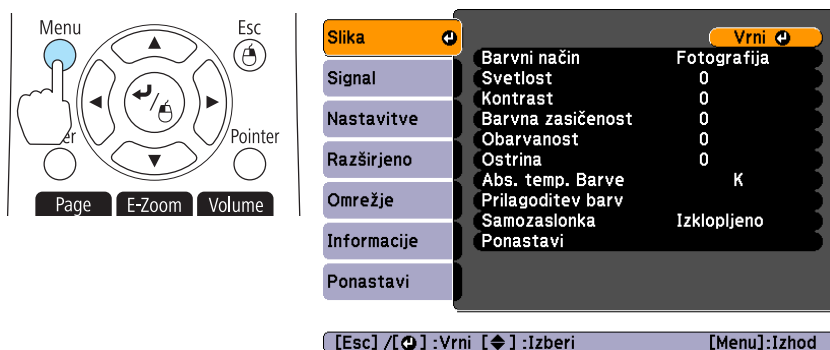 Menu
Esc
Pointer
Page
E-Zoom
Volume
Slika
Signal
Nastavitve
Razširjeno
Omrežje
Informacije
Ponastavi
Vrni
Barvni način Fotografija
Svetlost 0
Kontrast 0
Barvna zasičenost 0
Obarvanost 0
Ostrina 0
Abs. temp. Barve K
Prilagoditev barv
Samozaslonka Izklopljeno
Ponastavi
[Esc] /[ ] :Vrni [ ] :Izberi [Menu]:Izhod